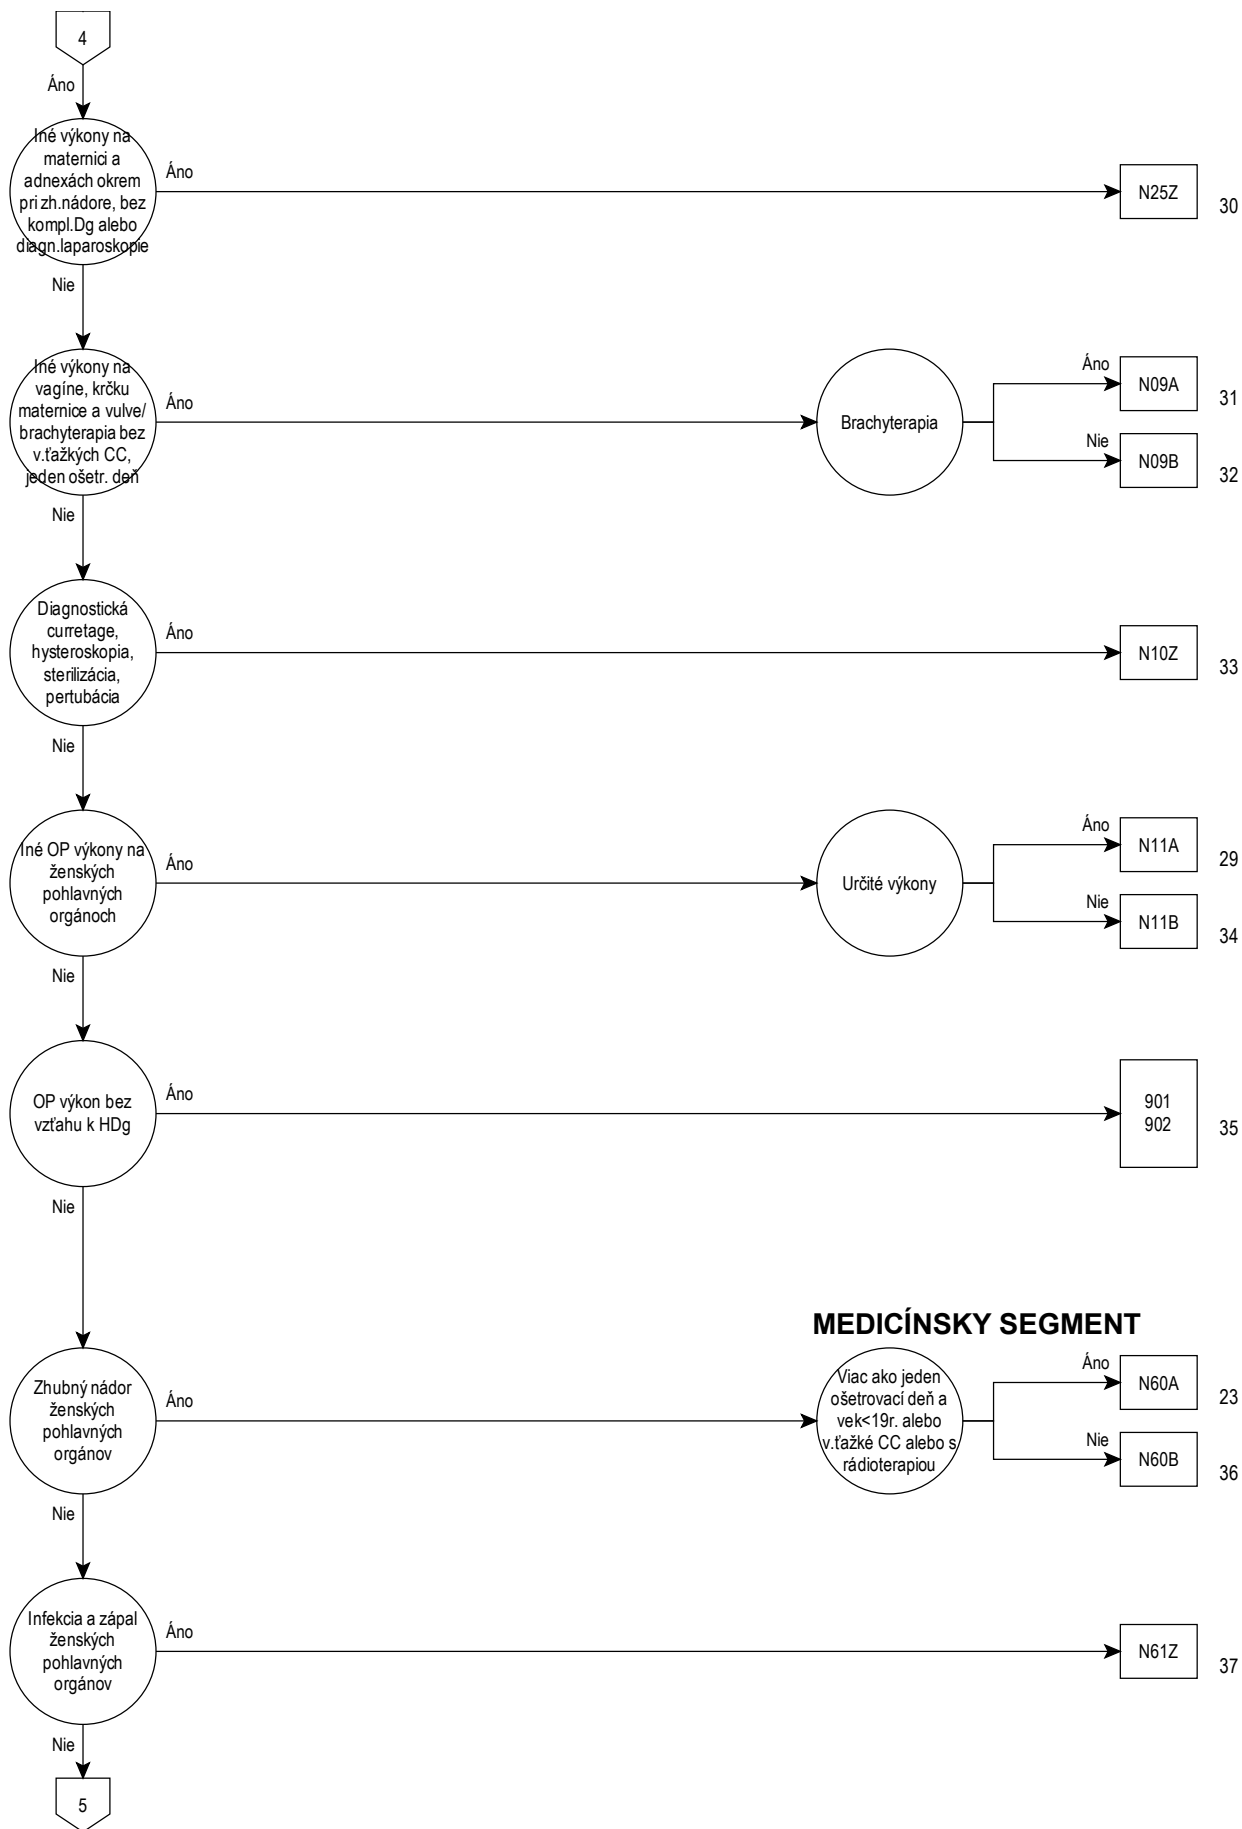 4
Áno
Iné výkony na
maternici a
adnexách okrem
pri zh.nádore, bez
kompl.Dg alebo
diagn.laparoskopie
Áno
N25Z
30
Nie
Iné výkony na
vagíne, krčku
maternice a vulve/
brachyterapia bez
v.ťažkých CC,
jeden ošetr. deň
Áno
Brachyterapia
Áno
N09A
31
Nie
N09B
32
Nie
Diagnostická
curretage,
hysteroskopia,
sterilizácia,
pertubácia
Áno
N10Z
33
Nie
Iné OP výkony na
ženských
pohlavných
orgánoch
Áno
Určité výkony
Áno
N11A
29
Nie
N11B
34
Nie
OP výkon bez
vzťahu k HDg
Áno
901
902
35
Nie
MEDICÍNSKY SEGMENT
Zhubný nádor
ženských
pohlavných
orgánov
Áno
Viac ako jeden
ošetrovací deň a
vek<19r. alebo
v.ťažké CC alebo s
rádioterapiou
Áno
N60A
23
Nie
N60B
36
Nie
Infekcia a zápal
ženských
pohlavných
orgánov
Áno
N61Z
37
Nie
5